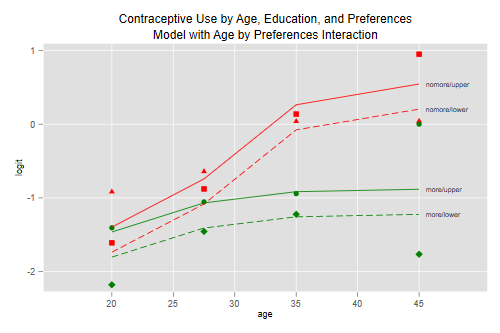 Contraceptive Use by Age, Education, and Preferences
Model with Age by Preferences Interaction
1
0
-1
-2
logit
nomore/upper
nomore/lower
more/upper
more/lower
20 25 30 35 40 45
age